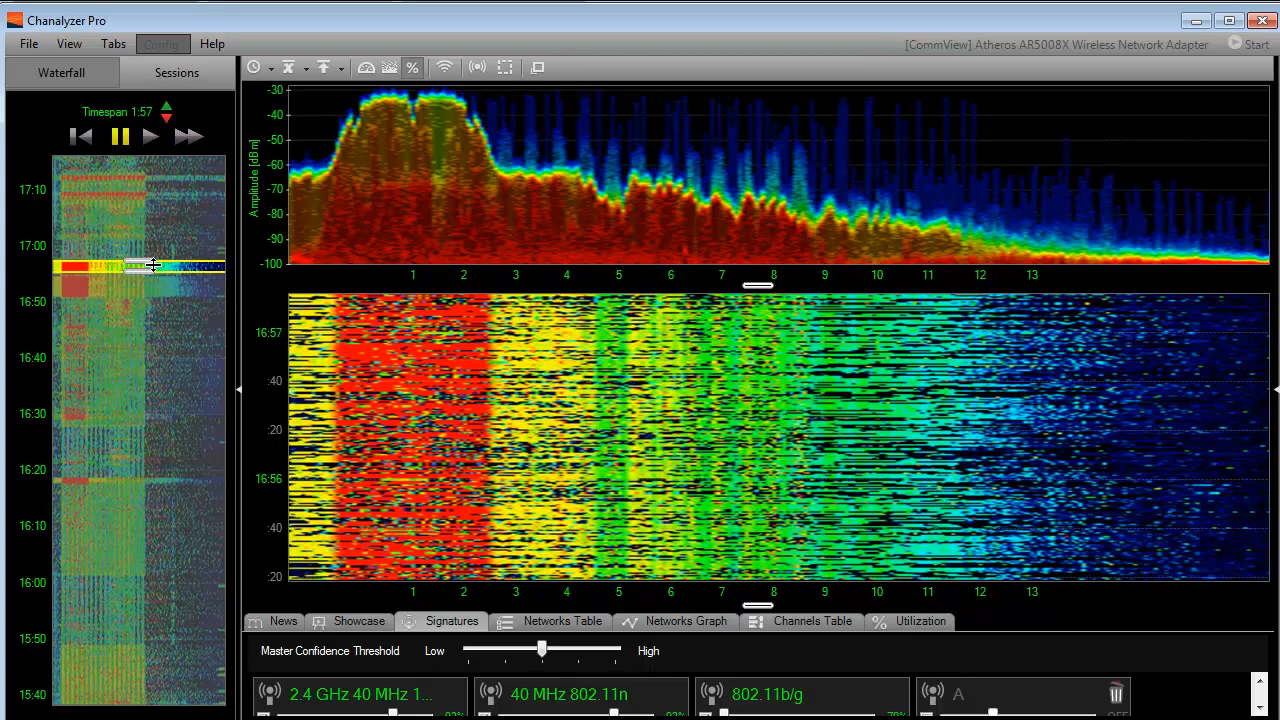 Chanalyzer Pro
File View Tabs Config Help
[CommView] Atheros AR5008X Wireless Network Adapter Start
Waterfall Sessions
%
Timespan 1:57
17:10
17:00
16:50
16:40
16:30
16:20
16:10
16:00
15:50
15:40
Amplitude [dBm]
-30
-40
-50
-60
-70
-80
-90
-100
1 2 3 4 5 6 7 8 9 10 11 12 13
16:57
:40
:20
16:56
:40
:20
1 2 3 4 5 6 7 8 9 10 11 12 13
News Showcase Signatures Networks Table Networks Graph Channels Table % Utilization
Master Confidence Threshold Low High
2.4 GHz 40 MHz 1... 40 MHz 802.11n 802.11b/g A